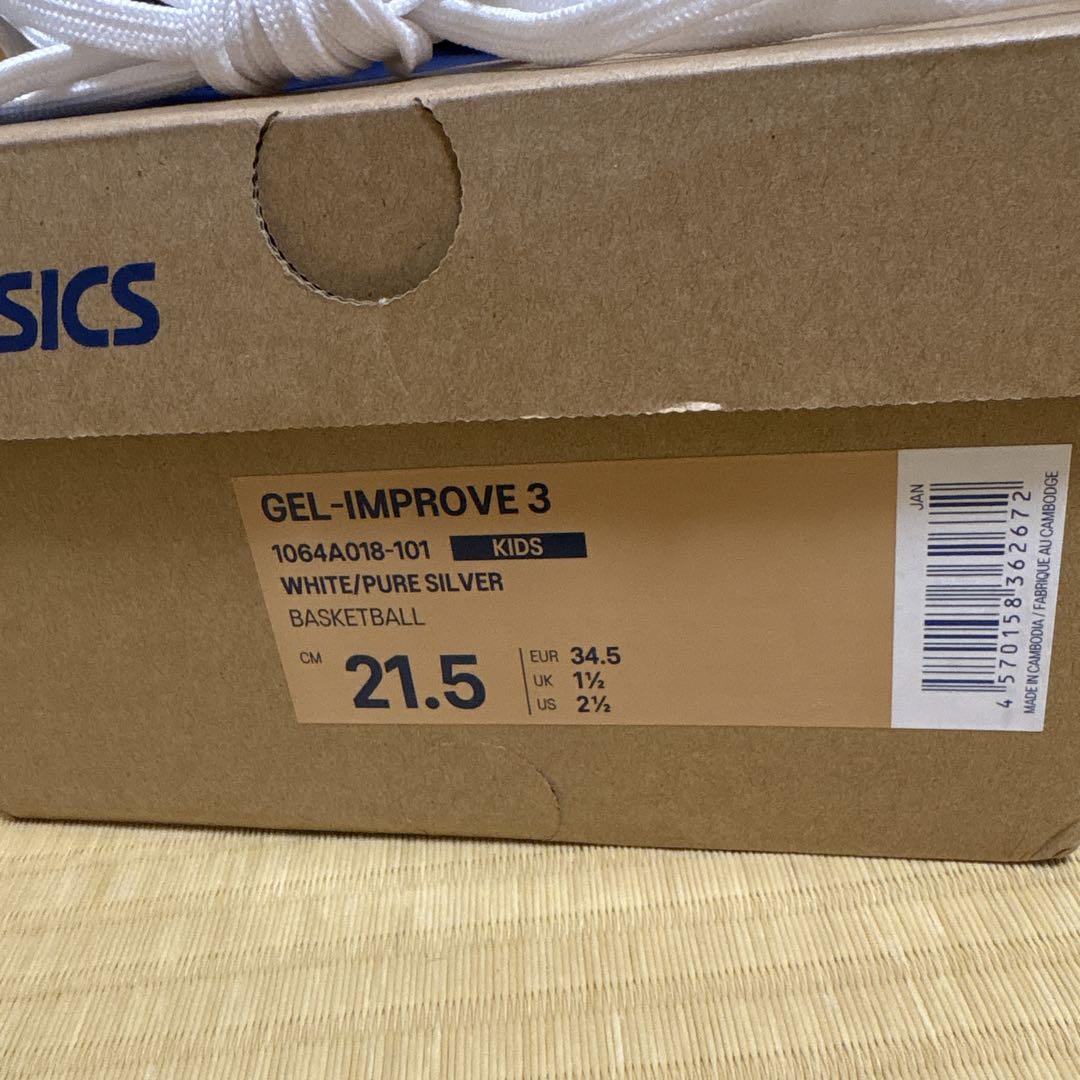 SICS
GEL-IMPROVE 3
1064A018-101 KIDS
WHITE/PURE SILVER
BASKETBALL
CM 21.5
EUR 34.5
UK 1½
US 2½
JAN
4 570158 362672
MADE IN CAMBODIA / FABRIQUE AU CAMBODGE